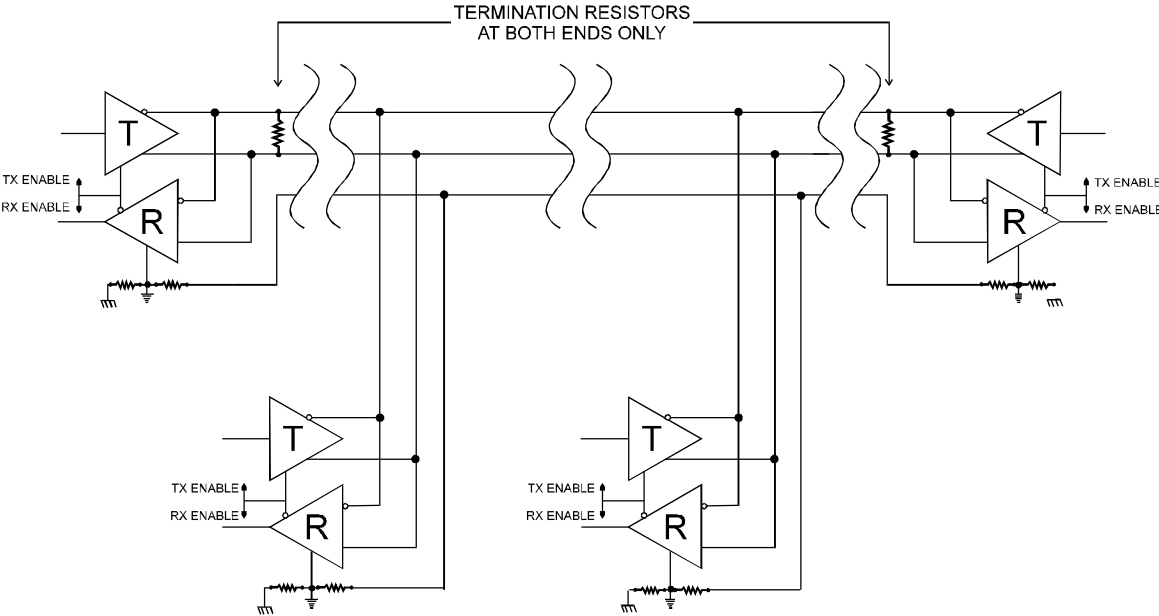 TERMINATION RESISTORS
AT BOTH ENDS ONLY
T
T
TX ENABLE
RX ENABLE
R
TX ENABLE
RX ENABLE
R
T
T
TX ENABLE
RX ENABLE
R
TX ENABLE
RX ENABLE
R